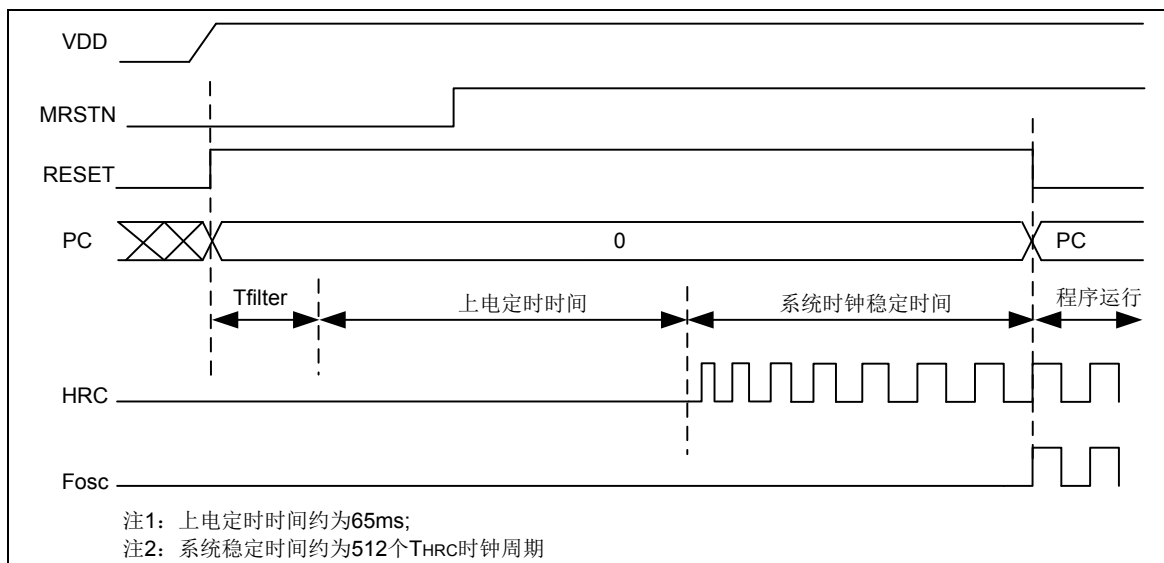 VDD
MRSTN
RESET
PC 0 PC
Tfilter 上电定时时间 系统时钟稳定时间 程序运行
HRC
Fosc
注1：上电定时时间约为65ms;
注2：系统稳定时间约为512个THRC时钟周期